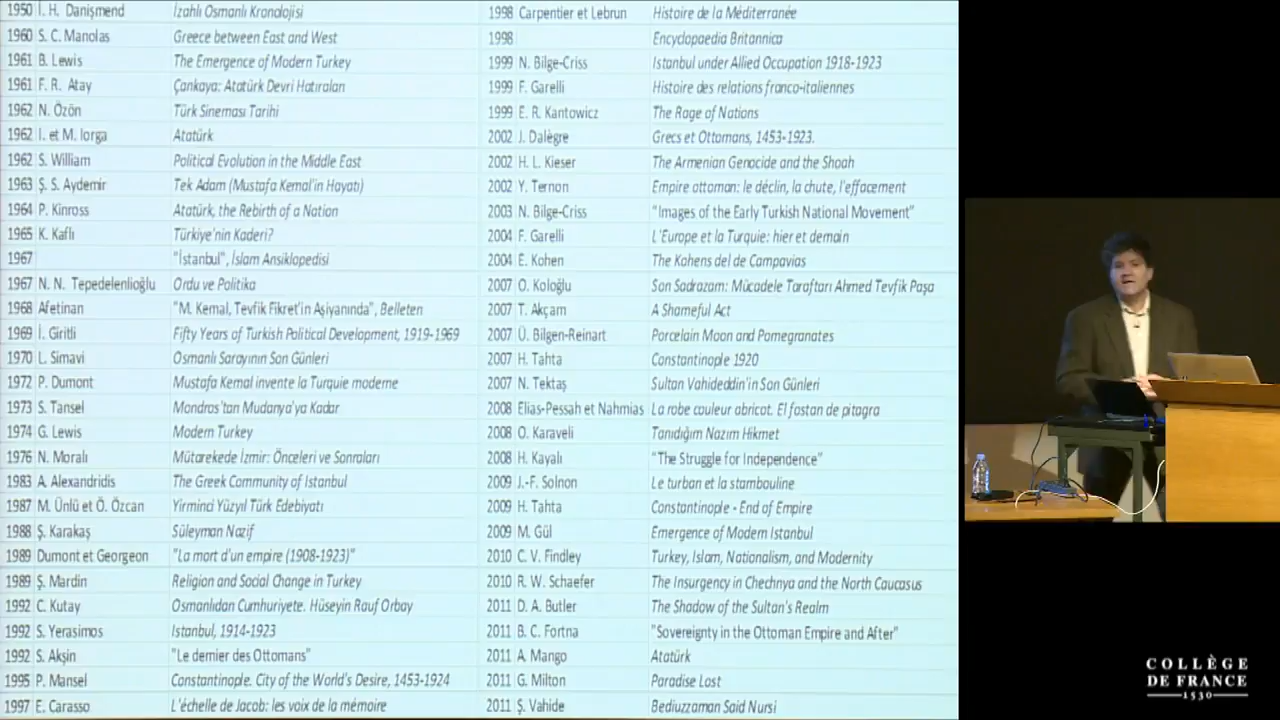 1950 İ. H. Danişmend İzahlı Osmanlı Kronolojisi
1960 S. C. Manolas Greece between East and West
1961 B. Lewis The Emergence of Modern Turkey
1961 F. R. Atay Çankaya: Atatürk Devri Hatıraları
1962 N. Özön Türk Sineması Tarihi
1962 I. et M. Iorga Atatürk
1962 S. William Political Evolution in the Middle East
1963 Ş. S. Aydemir Tek Adam (Mustafa Kemal'in Hayatı)
1964 P. Kinross Atatürk, the Rebirth of a Nation
1965 K. Kaflı Türkiye'nin Kaderi?
1967 "İstanbul", İslam Ansiklopedisi
1967 N. N. Tepedelenlioğlu Ordu ve Politika
1968 Afetinan "M. Kemal, Tevfik Fikret'in Aşiyanında", Belleten
1969 İ. Giritli Fifty Years of Turkish Political Development, 1919-1969
1970 L. Simavi Osmanlı Sarayının Son Günleri
1972 P. Dumont Mustafa Kemal invente la Turquie moderne
1973 S. Tansel Mondros'tan Mudanya'ya Kadar
1974 G. Lewis Modern Turkey
1976 N. Moralı Mütarekede İzmir: Önceleri ve Sonraları
1983 A. Alexandridis The Greek Community of Istanbul
1987 M. Ünlü et Ö. Özcan Yirminci Yüzyıl Türk Edebiyatı
1988 Ş. Karakaş Süleyman Nazif
1989 Dumont et Georgeon "La mort d'un empire (1908-1923)"
1989 Ş. Mardin Religion and Social Change in Turkey
1992 C. Kutay Osmanlıdan Cumhuriyete. Hüseyin Rauf Orbay
1992 S. Yerasimos Istanbul, 1914-1923
1992 S. Akşin "Le dernier des Ottomans"
1995 P. Mansel Constantinople. City of the World's Desire, 1453-1924
1997 E. Carasso L'échelle de Jacob: les voix de la mémoire
1998 Carpentier et Lebrun Histoire de la Méditerranée
1998 Encyclopaedia Britannica
1999 N. Bilge-Criss Istanbul under Allied Occupation 1918-1923
1999 F. Garelli Histoire des relations franco-italiennes
1999 E. R. Kantowicz The Rage of Nations
2002 J. Dalègre Grecs et Ottomans, 1453-1923.
2002 H. L. Kieser The Armenian Genocide and the Shoah
2002 Y. Ternon Empire ottoman: le déclin, la chute, l'effacement
2003 N. Bilge-Criss "Images of the Early Turkish National Movement"
2004 F. Garelli L'Europe et la Turquie: hier et demain
2004 E. Kohen The Kohens del de Campavias
2007 O. Koloğlu Son Sadrazam: Mücadele Taraftarı Ahmed Tevfik Paşa
2007 T. Akçam A Shameful Act
2007 Ü. Bilgen-Reinart Porcelain Moon and Pomegranates
2007 H. Tahta Constantinople 1920
2007 N. Tektaş Sultan Vahideddin'in Son Günleri
2008 Elias-Pessah et Nahmias La robe couleur abricot. El fostan de pitagra
2008 O. Karaveli Tanıdığım Nazım Hikmet
2008 H. Kayalı "The Struggle for Independence"
2009 J.-F. Solnon Le turban et la stambouline
2009 H. Tahta Constantinople - End of Empire
2009 M. Gül Emergence of Modern Istanbul
2010 C. V. Findley Turkey, Islam, Nationalism, and Modernity
2010 R. W. Schaefer The Insurgency in Chechnya and the North Caucasus
2011 D. A. Butler The Shadow of the Sultan's Realm
2011 B. C. Fortna "Sovereignty in the Ottoman Empire and After"
2011 A. Mango Atatürk
2011 G. Milton Paradise Lost
2011 Ş. Vahide Bediuzzaman Said Nursi
COLLÈGE
DE FRANCE
1530